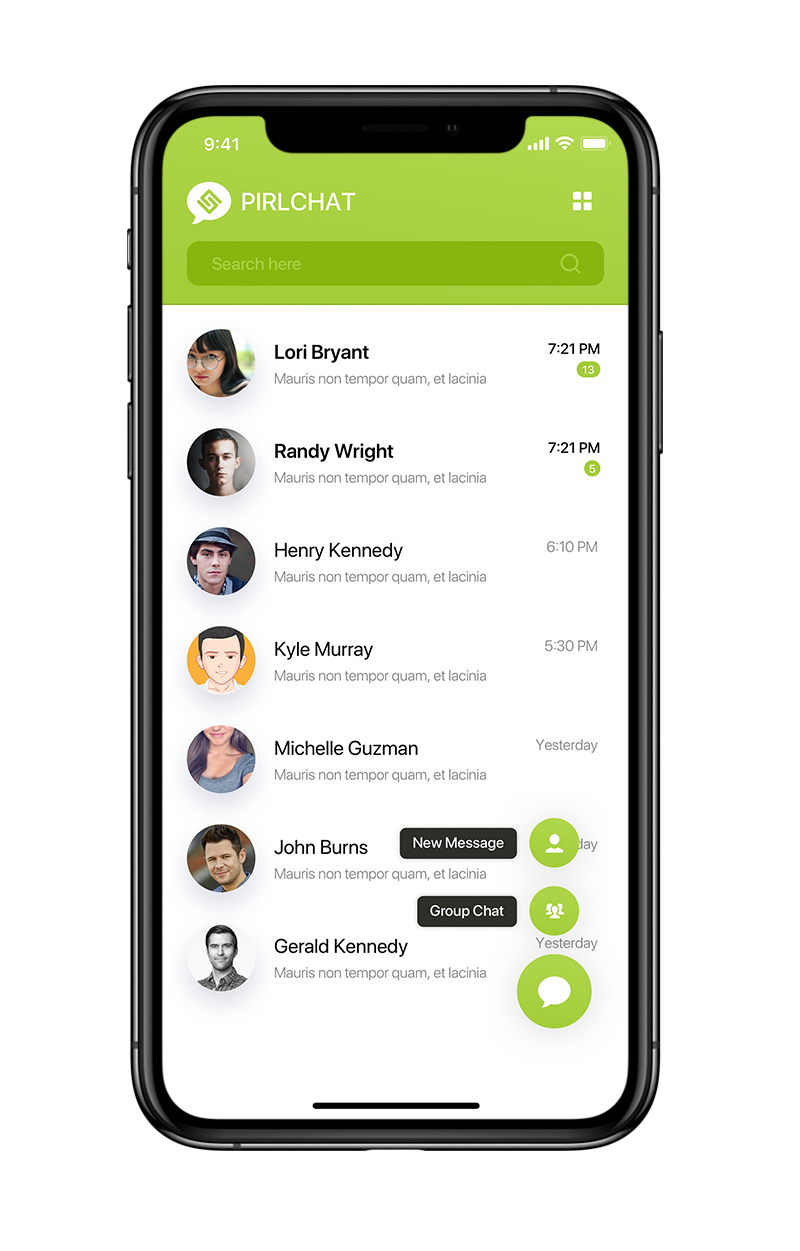 9:41
PIRLCHAT
Search here
Lori Bryant 7:21 PM
Mauris non tempor quam, et lacinia 13
Randy Wright 7:21 PM
Mauris non tempor quam, et lacinia 5
Henry Kennedy 6:10 PM
Mauris non tempor quam, et lacinia
Kyle Murray 5:30 PM
Mauris non tempor quam, et lacinia
Michelle Guzman Yesterday
Mauris non tempor quam, et lacinia
John Burns New Message day
Mauris non tempor quam, et lacinia
Group Chat
Gerald Kennedy Yesterday
Mauris non tempor quam, et lacinia